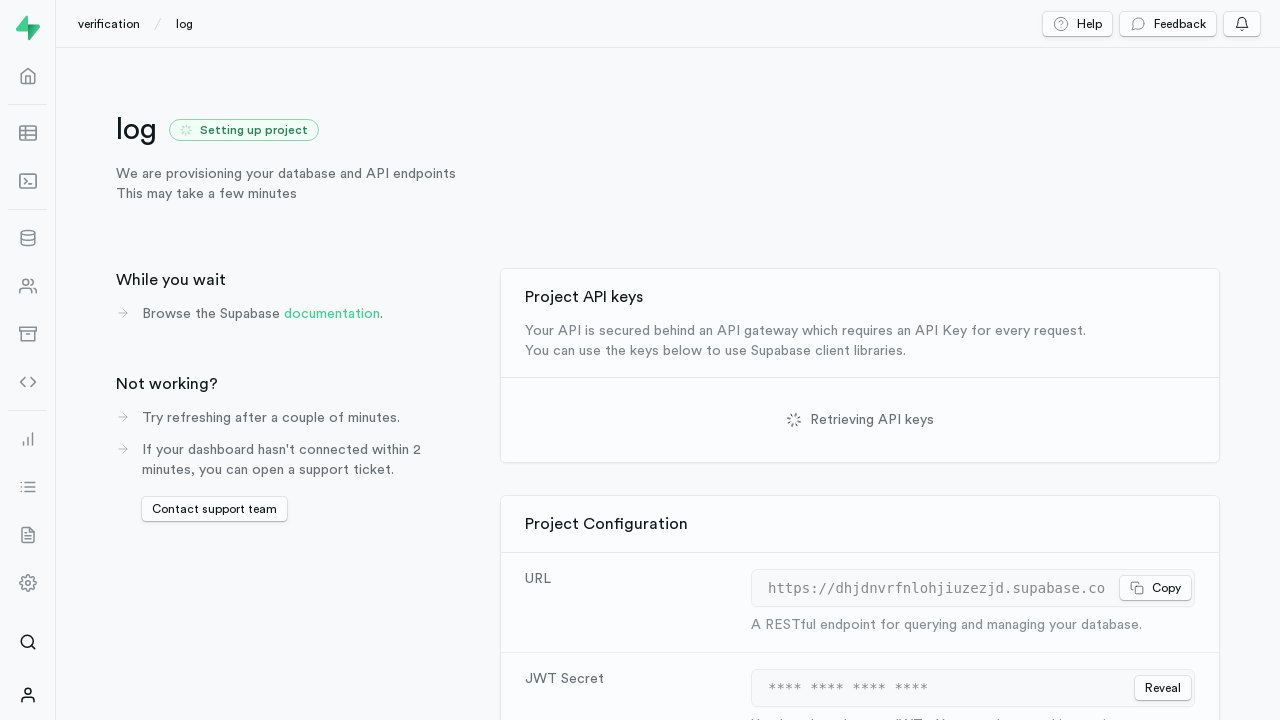 verification / log
Help
Feedback
log
Setting up project
We are provisioning your database and API endpoints
This may take a few minutes
While you wait
Browse the Supabase documentation.
Not working?
Try refreshing after a couple of minutes.
If your dashboard hasn't connected within 2
minutes, you can open a support ticket.
Contact support team
Project API keys
Your API is secured behind an API gateway which requires an API Key for every request.
You can use the keys below to use Supabase client libraries.
Retrieving API keys
Project Configuration
URL
https://dhjdnvrfnlohjiuzezjd.supabase.co
Copy
A RESTful endpoint for querying and managing your database.
JWT Secret
**** **** **** ****
Reveal